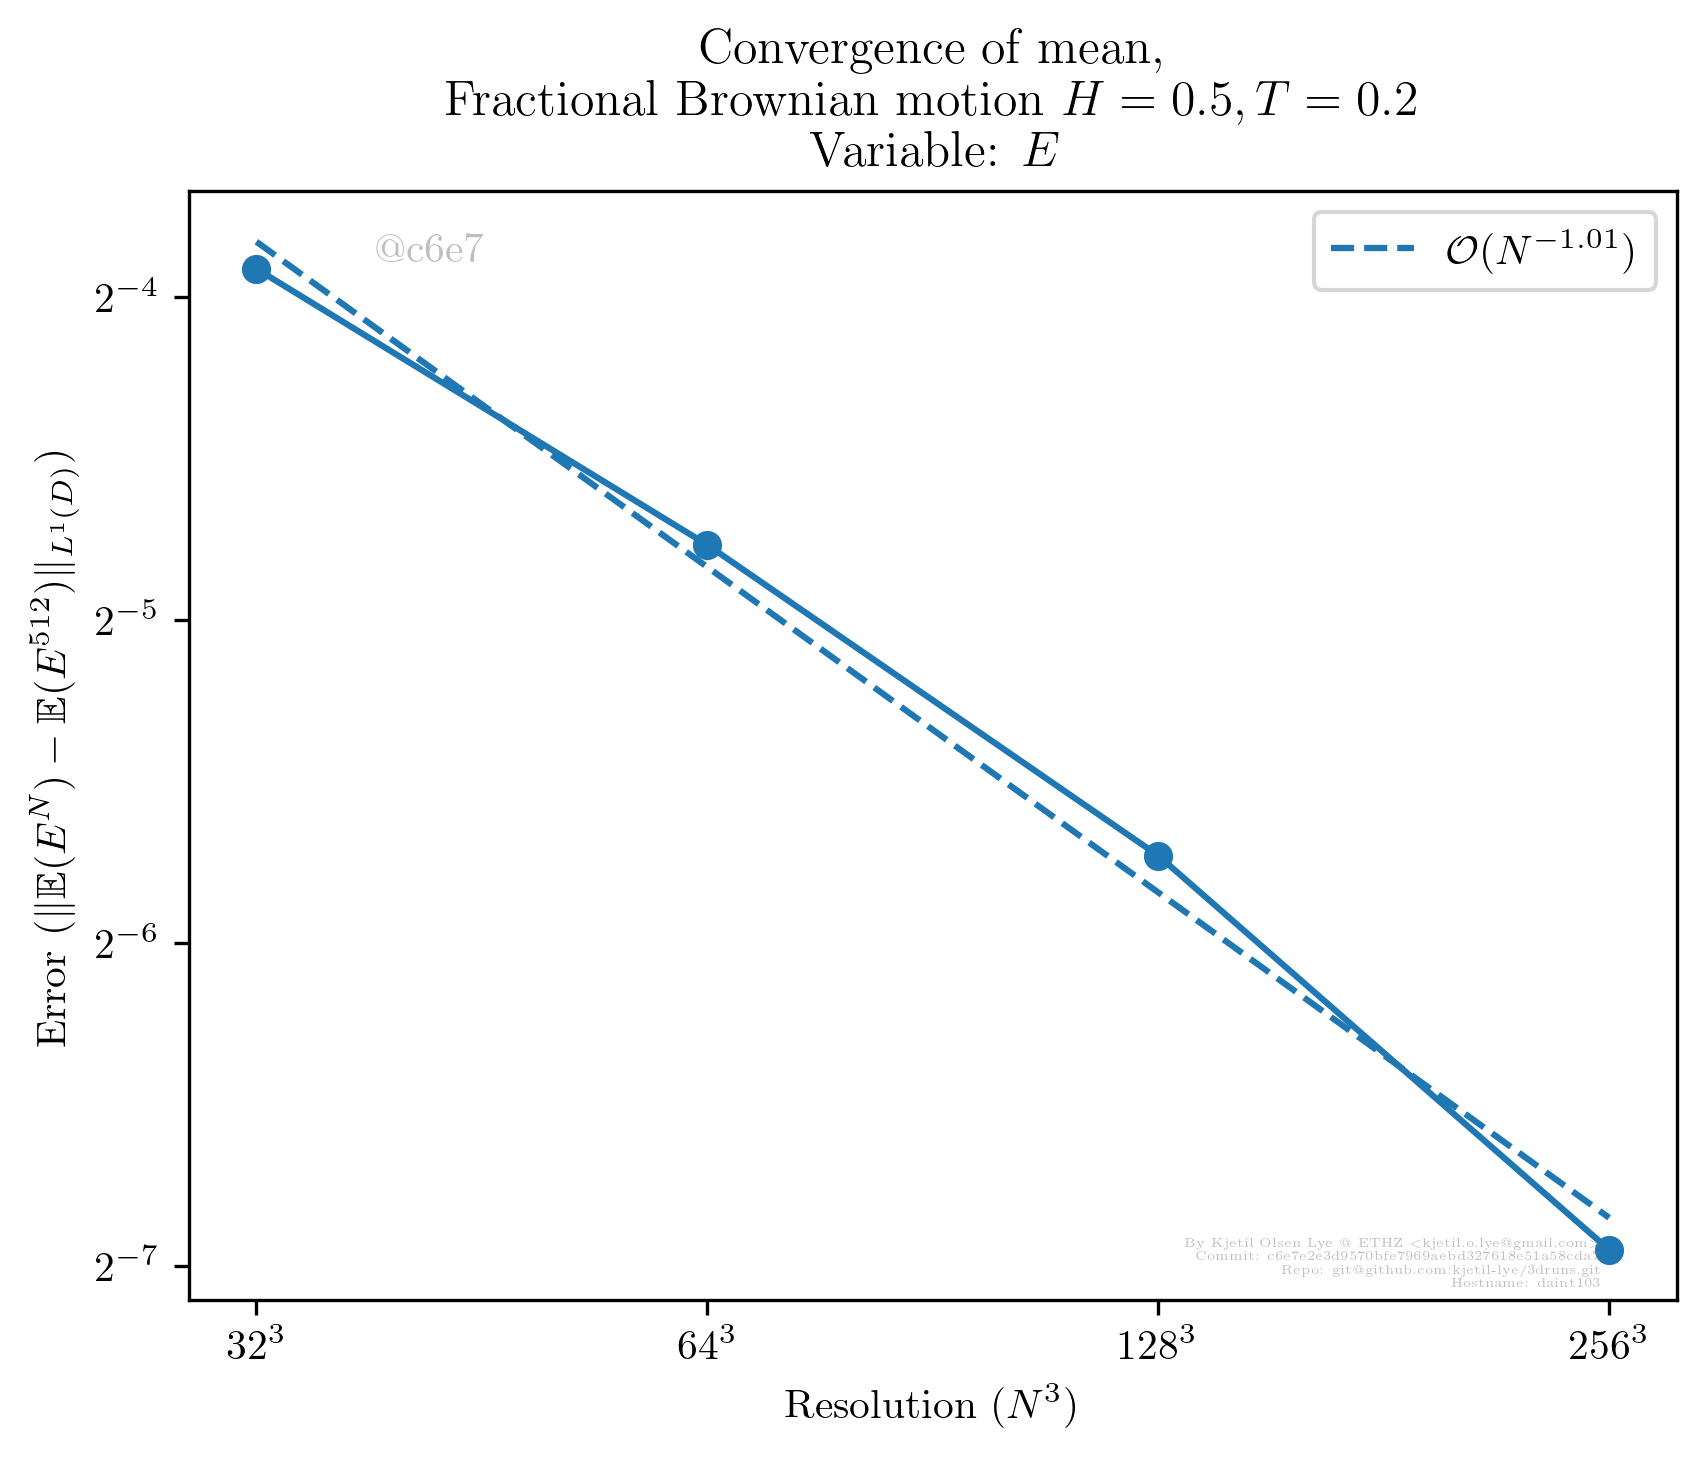 Convergence of mean,
Fractional Brownian motion H = 0.5, T = 0.2
Variable: E
@c6e7
O(N^{-1.01})
2^{-4}
2^{-5}
2^{-6}
2^{-7}
Error (‖𝔼(E^N) − 𝔼(E^{512})‖_{L^1(D)})
By Kjetil Olsen Lye @ ETHZ <kjetil.o.lye@gmail.com>
Commit: c6e7e2e3d9570bfe7969aebd327618e51a58cda7
Repo: git@github.com:kjetil-lye/3druns.git
Hostname: daint103
32^3
64^3
128^3
256^3
Resolution (N^3)